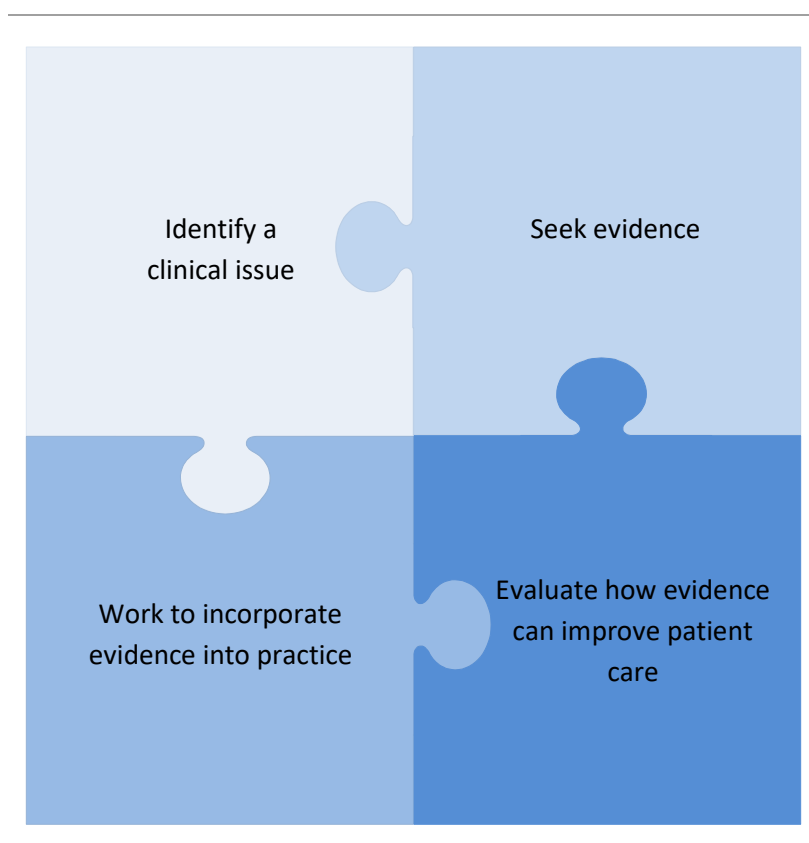 Identify a
clinical issue
Seek evidence
Work to incorporate
evidence into practice
Evaluate how evidence
can improve patient
care